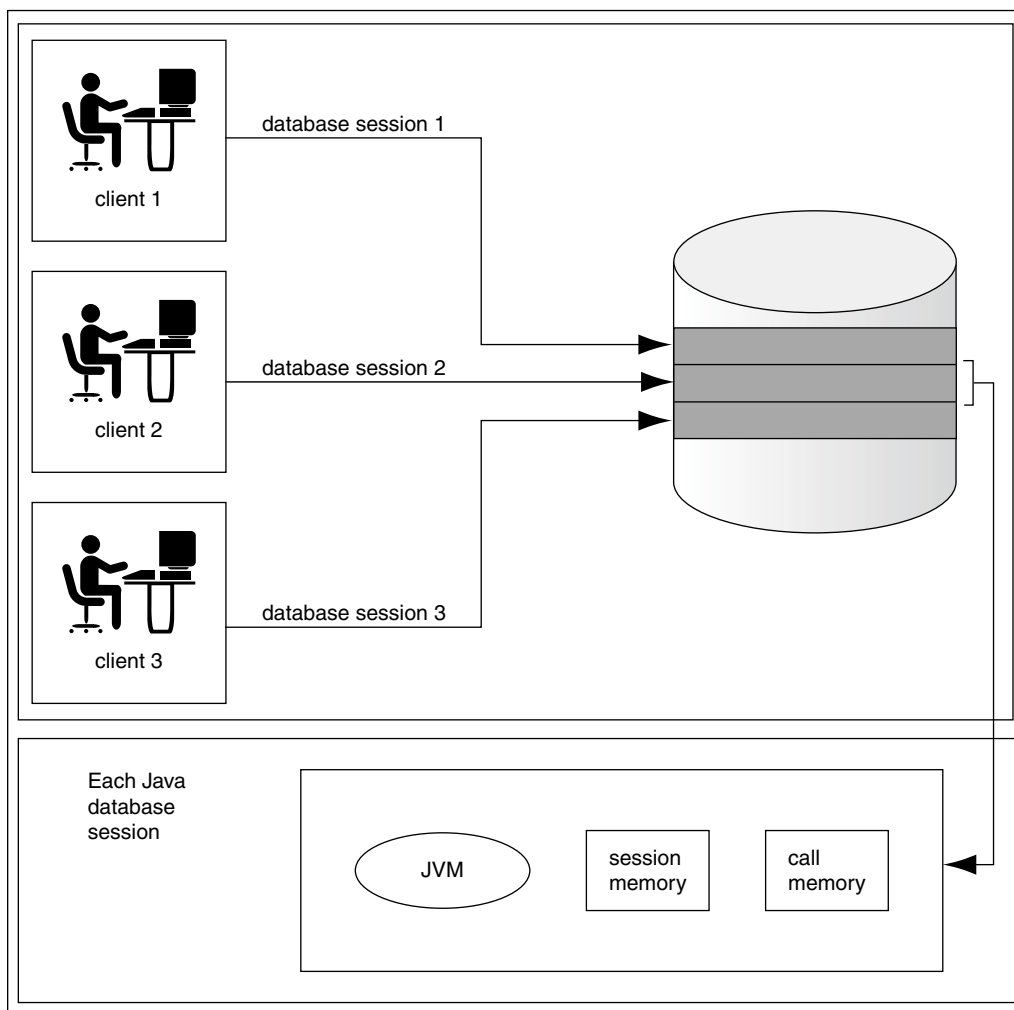 client 1
database session 1
client 2
database session 2
client 3
database session 3
Each Java
database
session
JVM
session
memory
call
memory